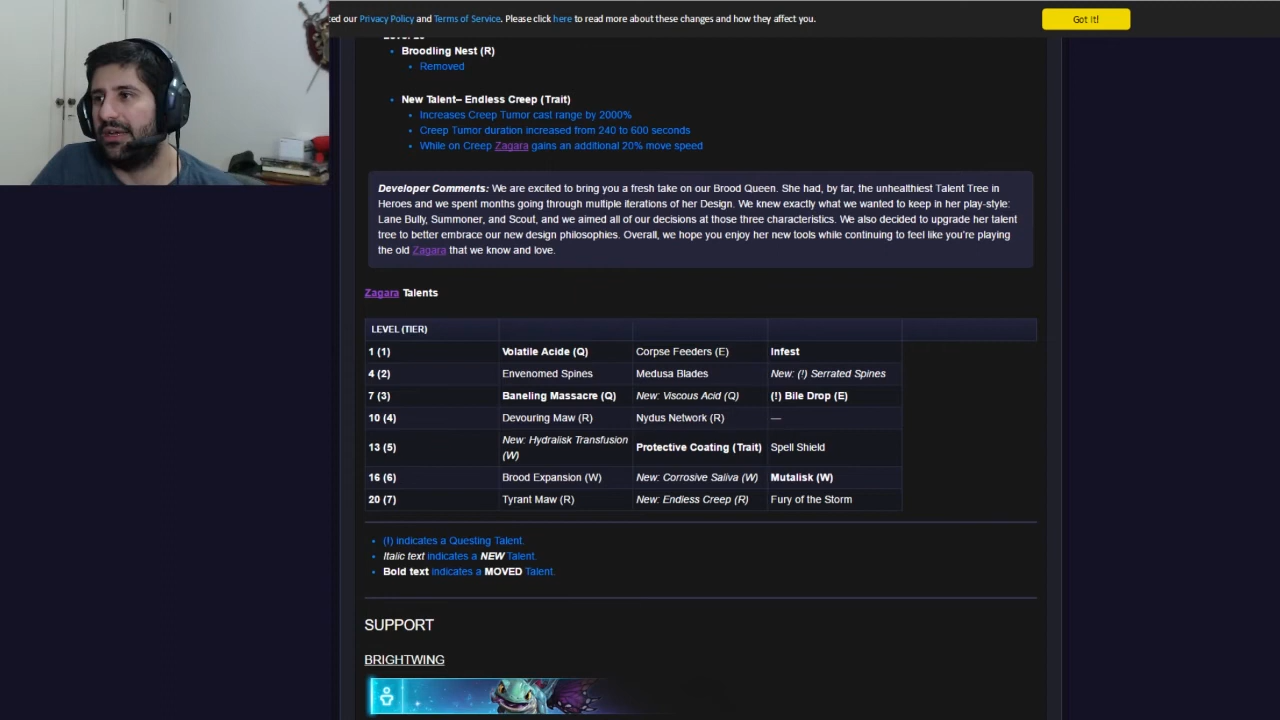 ed our Privacy Policy and Terms of Service. Please click here to read more about these changes and how they affect you.
Got it!
Broodling Nest (R)
Removed
New Talent– Endless Creep (Trait)
Increases Creep Tumor cast range by 2000%
Creep Tumor duration increased from 240 to 600 seconds
While on Creep Zagara gains an additional 20% move speed
Developer Comments: We are excited to bring you a fresh take on our Brood Queen. She had, by far, the unhealthiest Talent Tree in
Heroes and we spent months going through multiple iterations of her Design. We knew exactly what we wanted to keep in her play-style:
Lane Bully, Summoner, and Scout, and we aimed all of our decisions at those three characteristics. We also decided to upgrade her talent
tree to better embrace our new design philosophies. Overall, we hope you enjoy her new tools while continuing to feel like you're playing
the old Zagara that we know and love.
Zagara Talents
LEVEL (TIER)
1 (1) Volatile Acide (Q) Corpse Feeders (E) Infest
4 (2) Envenomed Spines Medusa Blades New: (!) Serrated Spines
7 (3) Baneling Massacre (Q) New: Viscous Acid (Q) (!) Bile Drop (E)
10 (4) Devouring Maw (R) Nydus Network (R) —
13 (5) New: Hydralisk Transfusion (W) Protective Coating (Trait) Spell Shield
16 (6) Brood Expansion (W) New: Corrosive Saliva (W) Mutalisk (W)
20 (7) Tyrant Maw (R) New: Endless Creep (R) Fury of the Storm
(!) indicates a Questing Talent.
Italic text indicates a NEW Talent.
Bold text indicates a MOVED Talent.
SUPPORT
BRIGHTWING